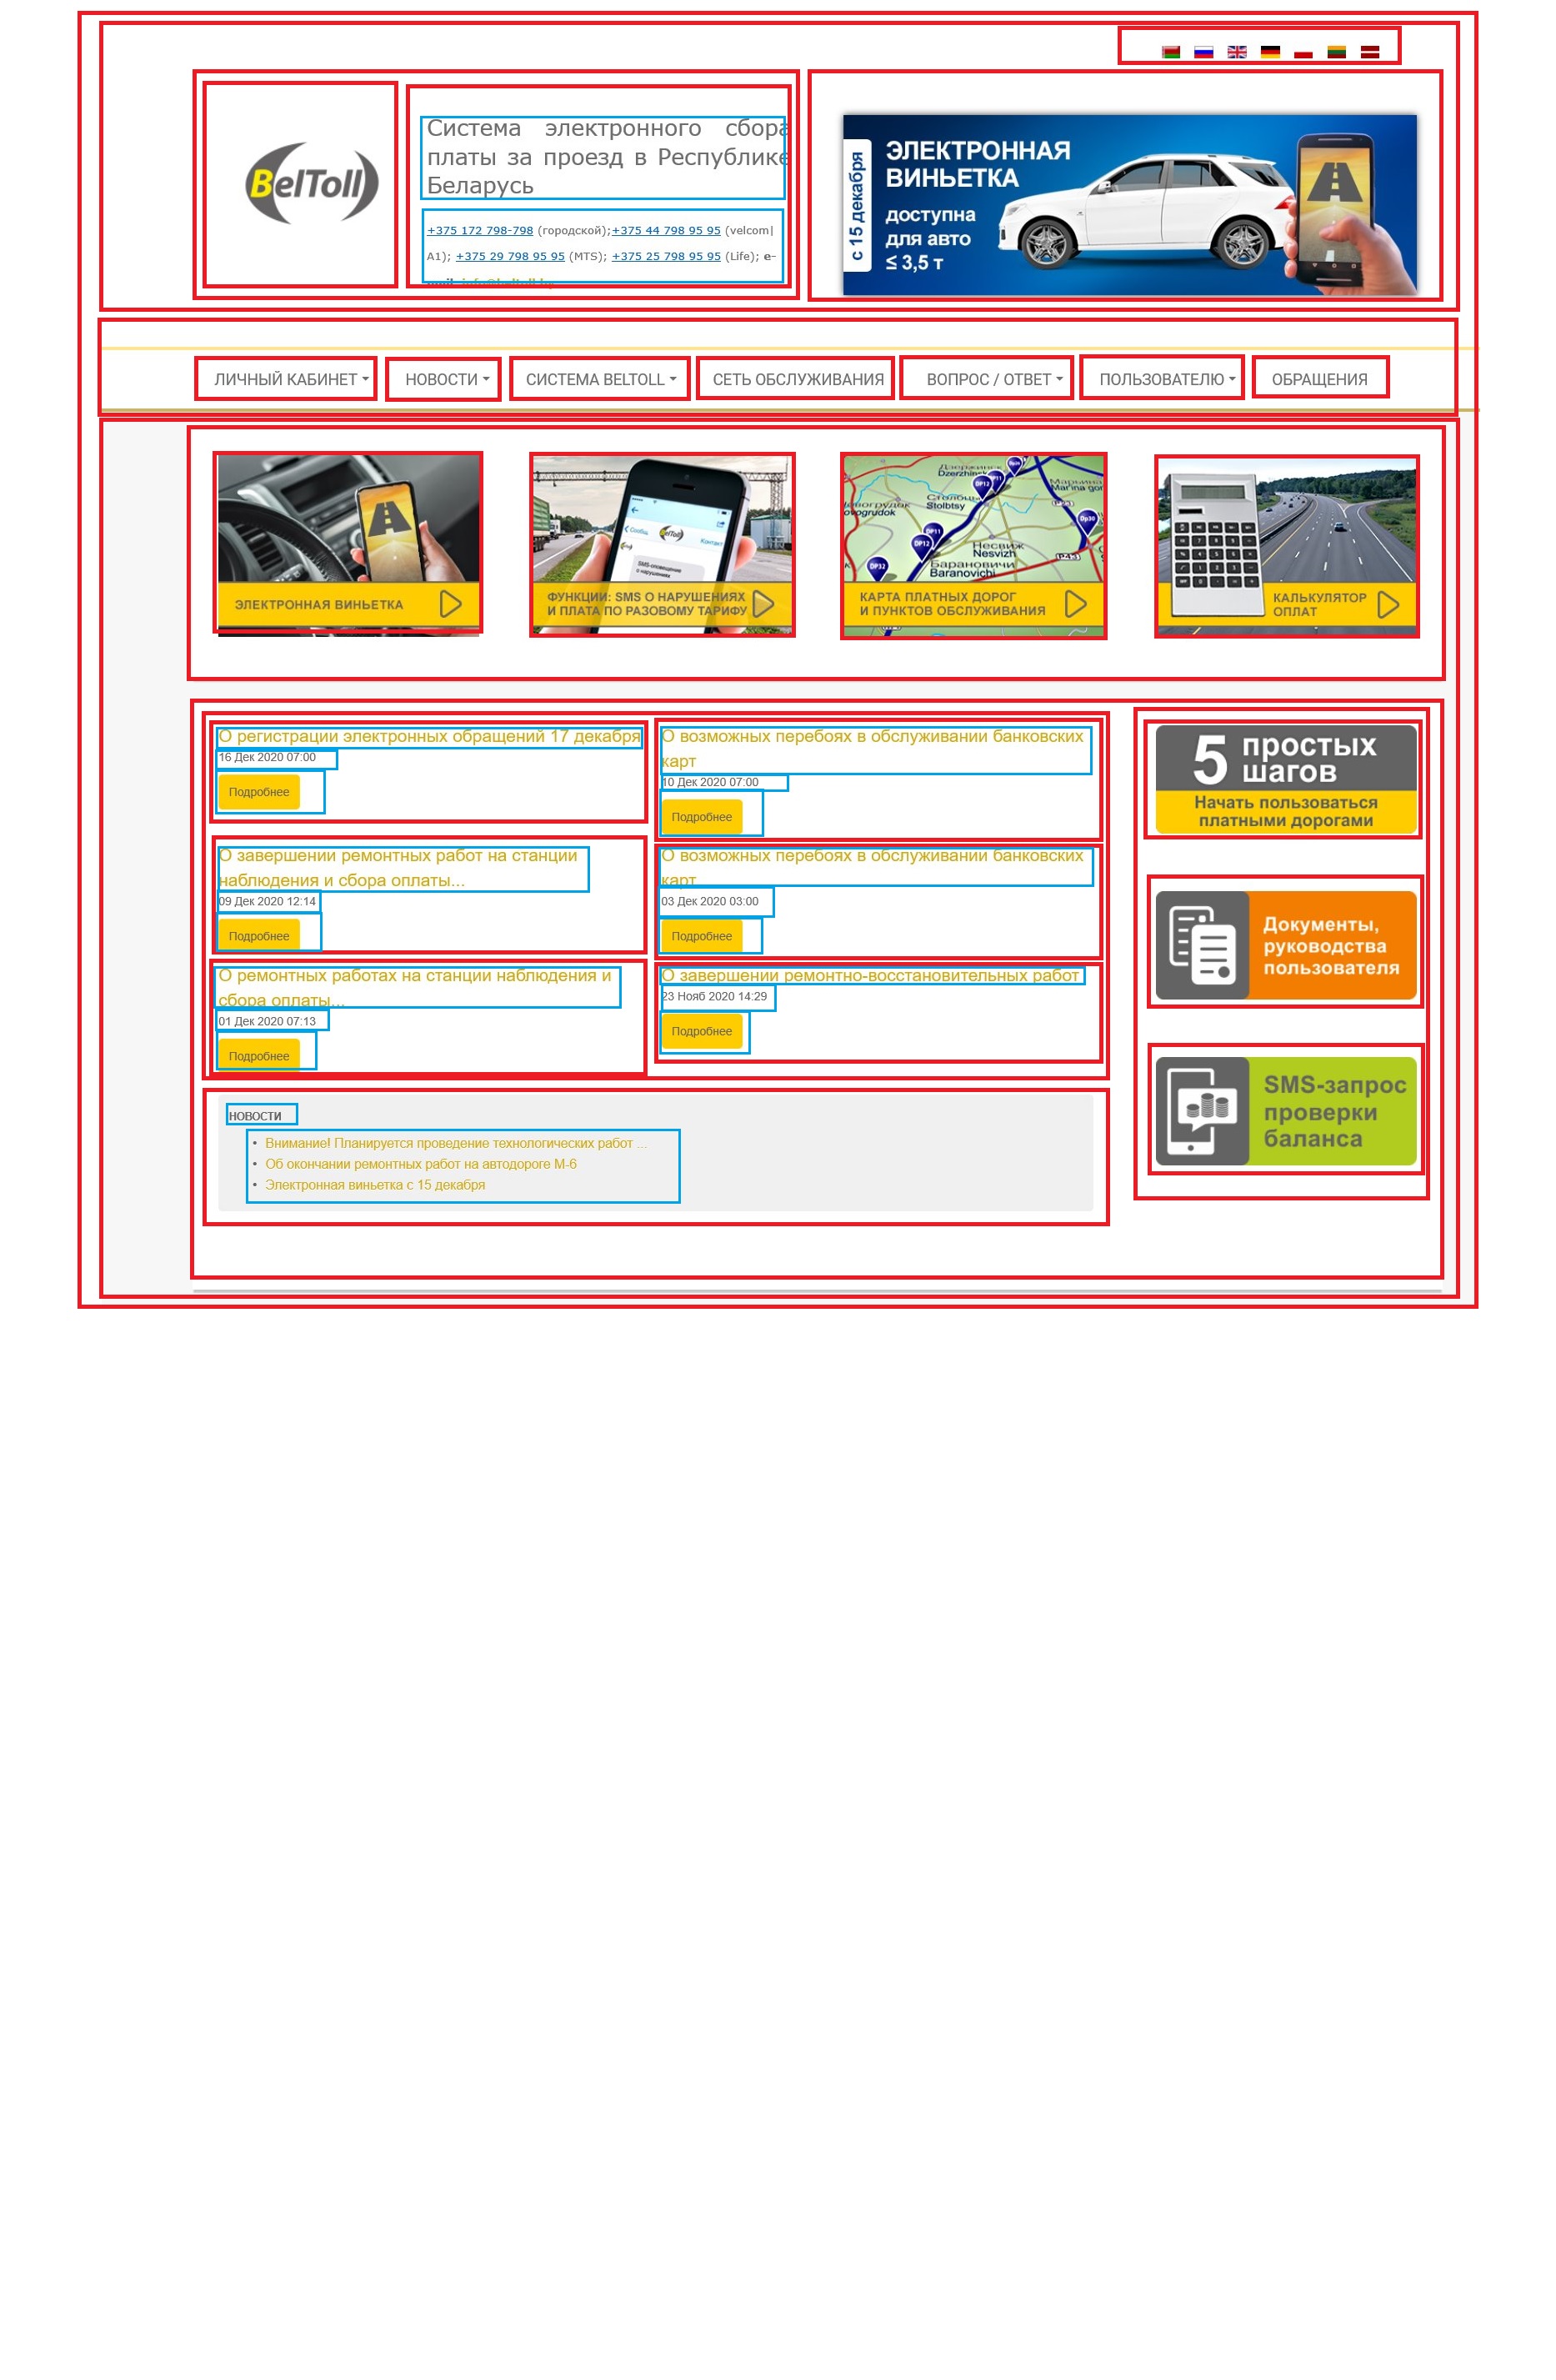 BelToll
Система электронного сбора
платы за проезд в Республике
Беларусь
+375 172 798-798 (городской);+375 44 798 95 95 (velcom|
A1); +375 29 798 95 95 (MTS); +375 25 798 95 95 (Life); e-
mail: info@beltoll.by
с 15 декабря
ЭЛЕКТРОННАЯ
ВИНЬЕТКА
доступна
для авто
≤ 3,5 т
ЛИЧНЫЙ КАБИНЕТ НОВОСТИ СИСТЕМА BELTOLL СЕТЬ ОБСЛУЖИВАНИЯ ВОПРОС / ОТВЕТ ПОЛЬЗОВАТЕЛЮ ОБРАЩЕНИЯ
ЭЛЕКТРОННАЯ ВИНЬЕТКА
BelToll
Контакт
SMS-оповещение
о нарушении
ФУНКЦИИ: SMS О НАРУШЕНИЯХ
И ПЛАТА ПО РАЗОВОМУ ТАРИФУ
Дзержинск
Dzerzhinsk
Столбцы
Stolbtsy
Несвиж
Nesvizh
Барановичи
Baranovichi
КАРТА ПЛАТНЫХ ДОРОГ
И ПУНКТОВ ОБСЛУЖИВАНИЯ
КАЛЬКУЛЯТОР
ОПЛАТ
О регистрации электронных обращений 17 декабря
16 Дек 2020 07:00
Подробнее
О возможных перебоях в обслуживании банковских
карт
10 Дек 2020 07:00
Подробнее
О завершении ремонтных работ на станции
наблюдения и сбора оплаты...
09 Дек 2020 12:14
Подробнее
О возможных перебоях в обслуживании банковских
карт
03 Дек 2020 03:00
Подробнее
О ремонтных работах на станции наблюдения и
сбора оплаты...
01 Дек 2020 07:13
Подробнее
О завершении ремонтно-восстановительных работ
23 Нояб 2020 14:29
Подробнее
5 простых
шагов
Начать пользоваться
платными дорогами
Документы,
руководства
пользователя
SMS-запрос
проверки
баланса
НОВОСТИ
• Внимание! Планируется проведение технологических работ ...
• Об окончании ремонтных работ на автодороге М-6
• Электронная виньетка с 15 декабря